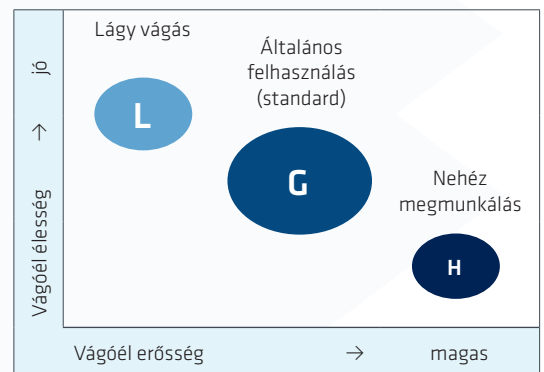 Lágy vágás
L
Általános
felhasználás
(standard)
G
Nehéz
megmunkálás
H
Vágóél élesség → jó
Vágóél erősség → magas